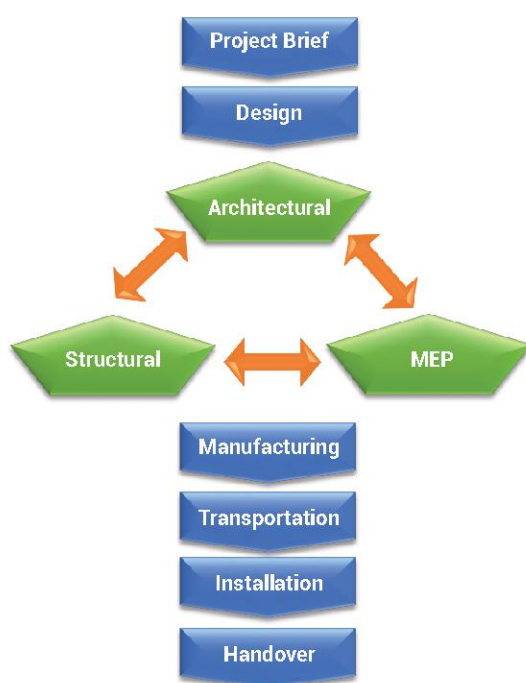 Project Brief
Design
Architectural
Structural
MEP
Manufacturing
Transportation
Installation
Handover